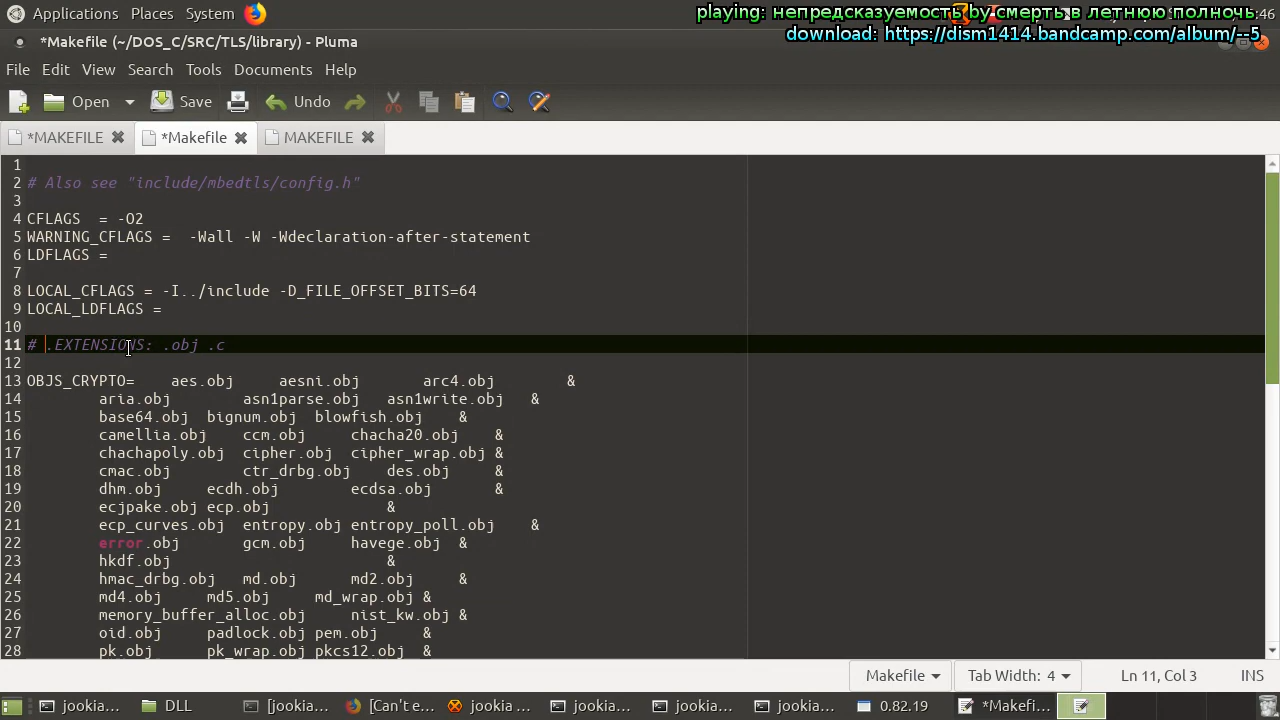 Applications Places System
:46
playing: непредсказуемость by смерть в летнюю полночь
download: https://dism1414.bandcamp.com/album/--5
*Makefile (~/DOS_C/SRC/TLS/library) - Pluma
File Edit View Search Tools Documents Help
Open Save Undo
*MAKEFILE *Makefile MAKEFILE
1
2 # Also see "include/mbedtls/config.h"
3
4 CFLAGS = -O2
5 WARNING_CFLAGS = -Wall -W -Wdeclaration-after-statement
6 LDFLAGS =
7
8 LOCAL_CFLAGS = -I../include -D_FILE_OFFSET_BITS=64
9 LOCAL_LDFLAGS =
10
11 # .EXTENSIONS: .obj .c
12
13 OBJS_CRYPTO= aes.obj aesni.obj arc4.obj &
14 aria.obj asn1parse.obj asn1write.obj &
15 base64.obj bignum.obj blowfish.obj &
16 camellia.obj ccm.obj chacha20.obj &
17 chachapoly.obj cipher.obj cipher_wrap.obj &
18 cmac.obj ctr_drbg.obj des.obj &
19 dhm.obj ecdh.obj ecdsa.obj &
20 ecjpake.obj ecp.obj &
21 ecp_curves.obj entropy.obj entropy_poll.obj &
22 error.obj gcm.obj havege.obj &
23 hkdf.obj &
24 hmac_drbg.obj md.obj md2.obj &
25 md4.obj md5.obj md_wrap.obj &
26 memory_buffer_alloc.obj nist_kw.obj &
27 oid.obj padlock.obj pem.obj &
28 pk.obj pk_wrap.obj pkcs12.obj &
Makefile Tab Width: 4 Ln 11, Col 3 INS
jookia... DLL [jookia... [Can't e... jookia ... jookia... jookia... jookia... 0.82.19 *Makefi...